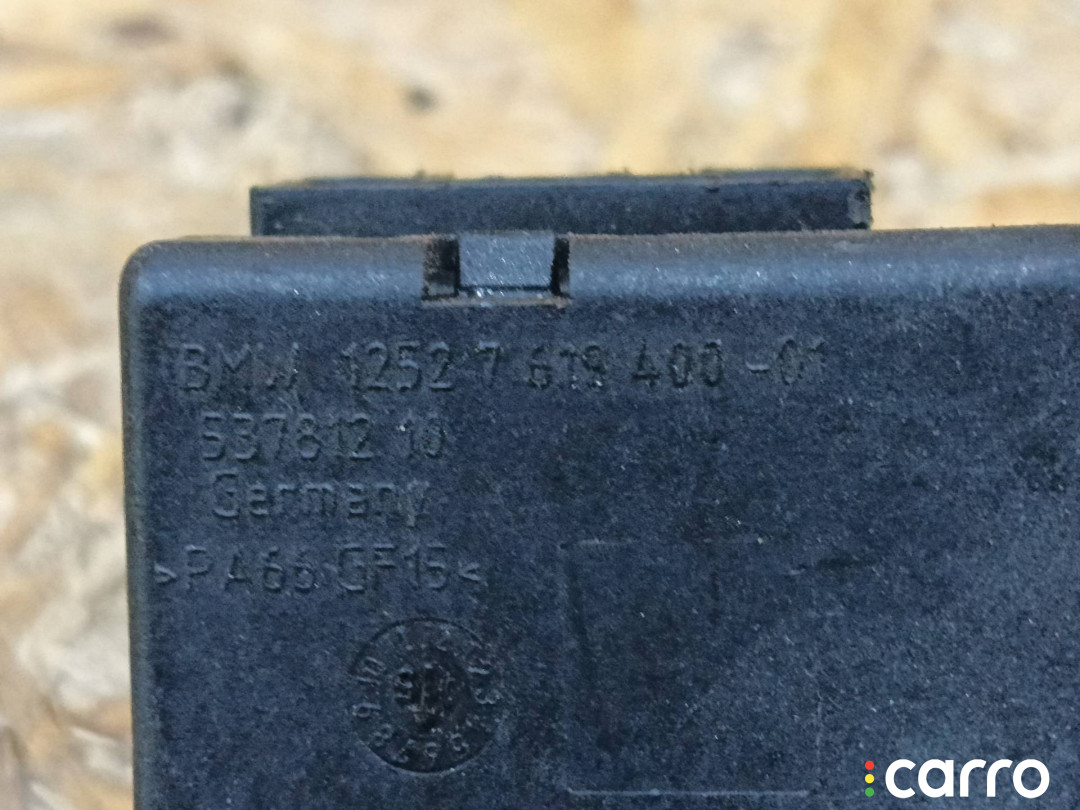 BMW 1252 7 619 400 -01
537812 10
Germany
>PA66 GF15<
carro